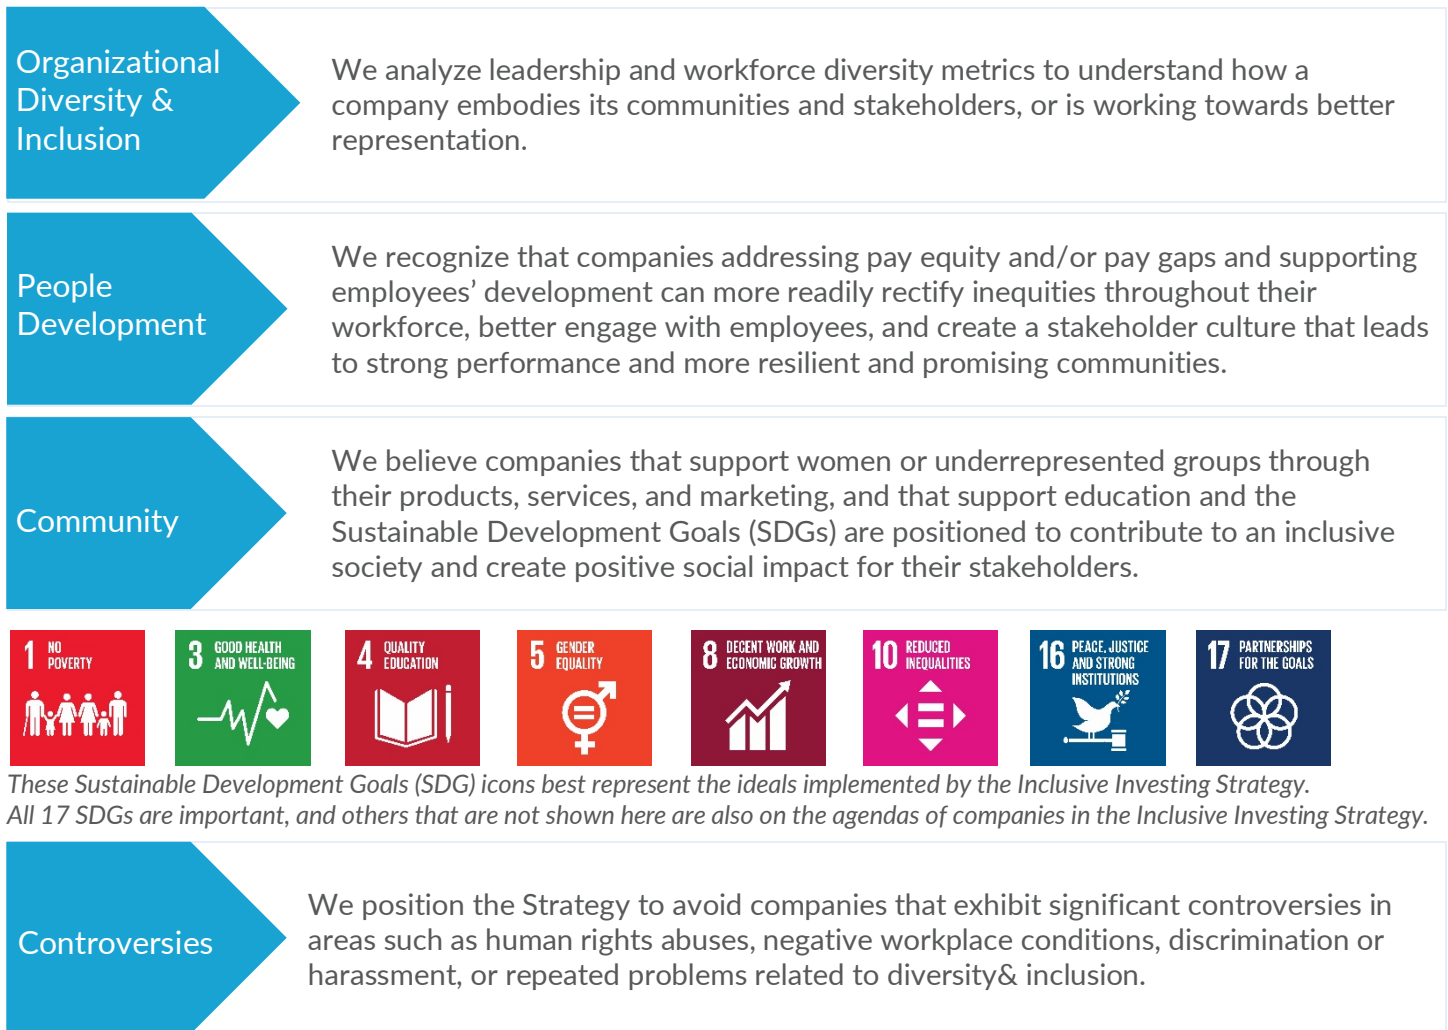 Organizational
Diversity &
Inclusion
We analyze leadership and workforce diversity metrics to understand how a
company embodies its communities and stakeholders, or is working towards better
representation.
People
Development
We recognize that companies addressing pay equity and/or pay gaps and supporting
employees’ development can more readily rectify inequities throughout their
workforce, better engage with employees, and create a stakeholder culture that leads
to strong performance and more resilient and promising communities.
Community
We believe companies that support women or underrepresented groups through
their products, services, and marketing, and that support education and the
Sustainable Development Goals (SDGs) are positioned to contribute to an inclusive
society and create positive social impact for their stakeholders.
1 NO
POVERTY
3 GOOD HEALTH
AND WELL-BEING
4 QUALITY
EDUCATION
5 GENDER
EQUALITY
8 DECENT WORK AND
ECONOMIC GROWTH
10 REDUCED
INEQUALITIES
16 PEACE, JUSTICE
AND STRONG
INSTITUTIONS
17 PARTNERSHIPS
FOR THE GOALS
These Sustainable Development Goals (SDG) icons best represent the ideals implemented by the Inclusive Investing Strategy.
All 17 SDGs are important, and others that are not shown here are also on the agendas of companies in the Inclusive Investing Strategy.
Controversies
We position the Strategy to avoid companies that exhibit significant controversies in
areas such as human rights abuses, negative workplace conditions, discrimination or
harassment, or repeated problems related to diversity& inclusion.